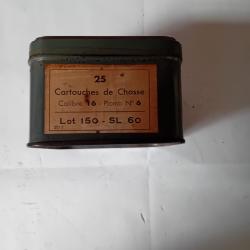 25
Cartouches de Chasse
Calibre 16 - Plomb N° 6
Lot 150 - SL 60